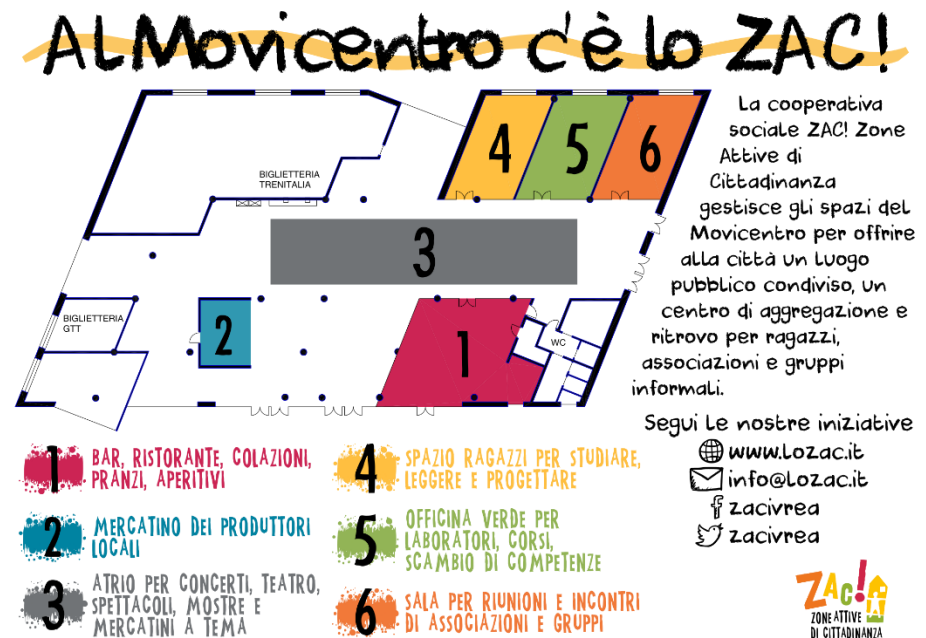 ALMovicentro c'è lo ZAC!
BIGLIETTERIA
TRENITALIA
4
5
6
3
BIGLIETTERIA
GTT
2
1
WC
La cooperativa
sociale ZAC! Zone
Attive di
Cittadinanza
gestisce gli spazi del
Movicentro per offrire
alla città un luogo
pubblico condiviso, un
centro di aggregazione e
ritrovo per ragazzi,
associazioni e gruppi
informali.
Segui le nostre iniziative
www.lozac.it
info@lozac.it
zacivrea
zacivrea
1 BAR, RISTORANTE, COLAZIONI,
PRANZI, APERITIVI
2 MERCATINO DEI PRODUTTORI
LOCALI
3 ATRIO PER CONCERTI, TEATRO,
SPETTACOLI, MOSTRE E
MERCATINI A TEMA
4 SPAZIO RAGAZZI PER STUDIARE,
LEGGERE E PROGETTARE
5 OFFICINA VERDE PER
LABORATORI, CORSI,
SCAMBIO DI COMPETENZE
6 SALA PER RIUNIONI E INCONTRI
DI ASSOCIAZIONI E GRUPPI
ZAC!
ZONE ATTIVE
DI CITTADINANZA